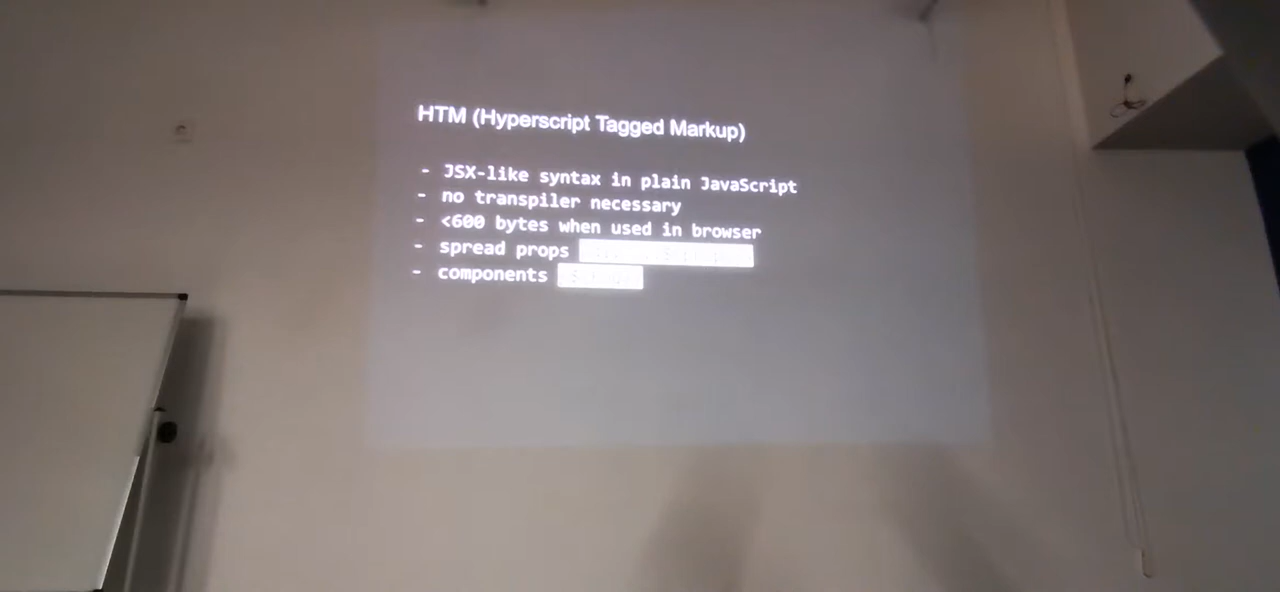 HTM (Hyperscript Tagged Markup)
- JSX-like syntax in plain JavaScript
- no transpiler necessary
- <600 bytes when used in browser
- spread props
- components